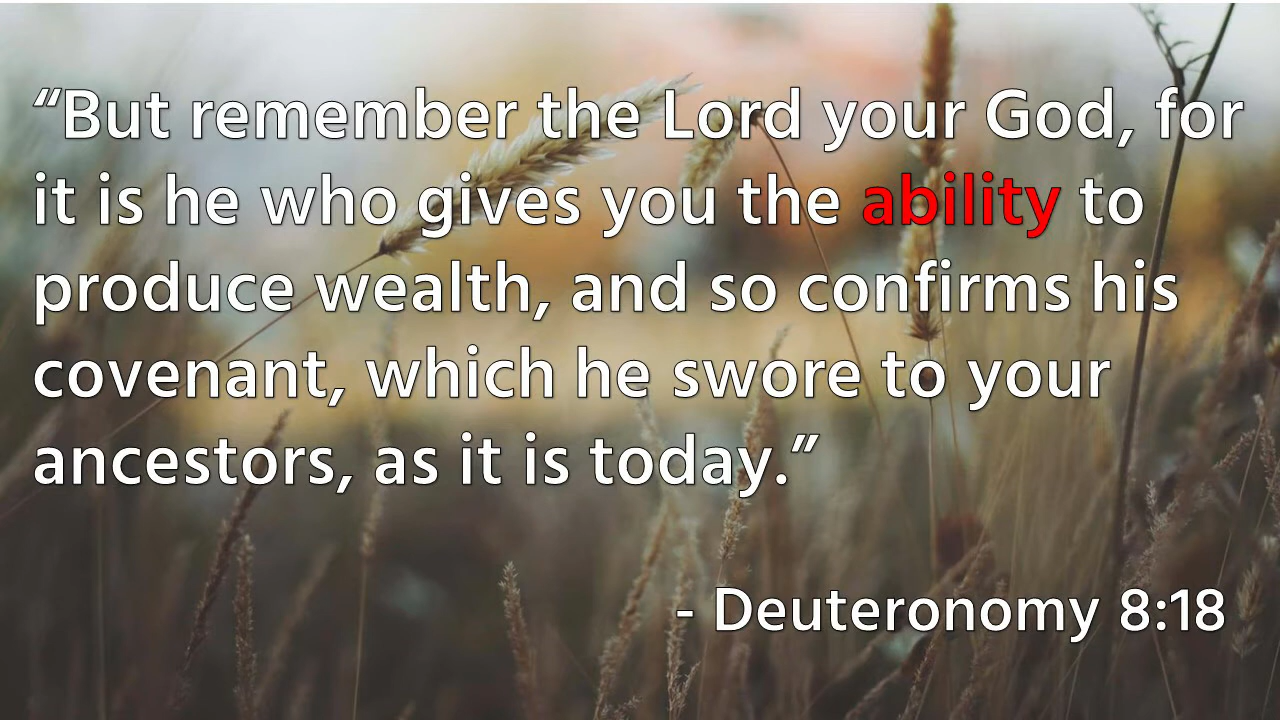 “But remember the Lord your God, for
it is he who gives you the ability to
produce wealth, and so confirms his
covenant, which he swore to your
ancestors, as it is today.”
- Deuteronomy 8:18